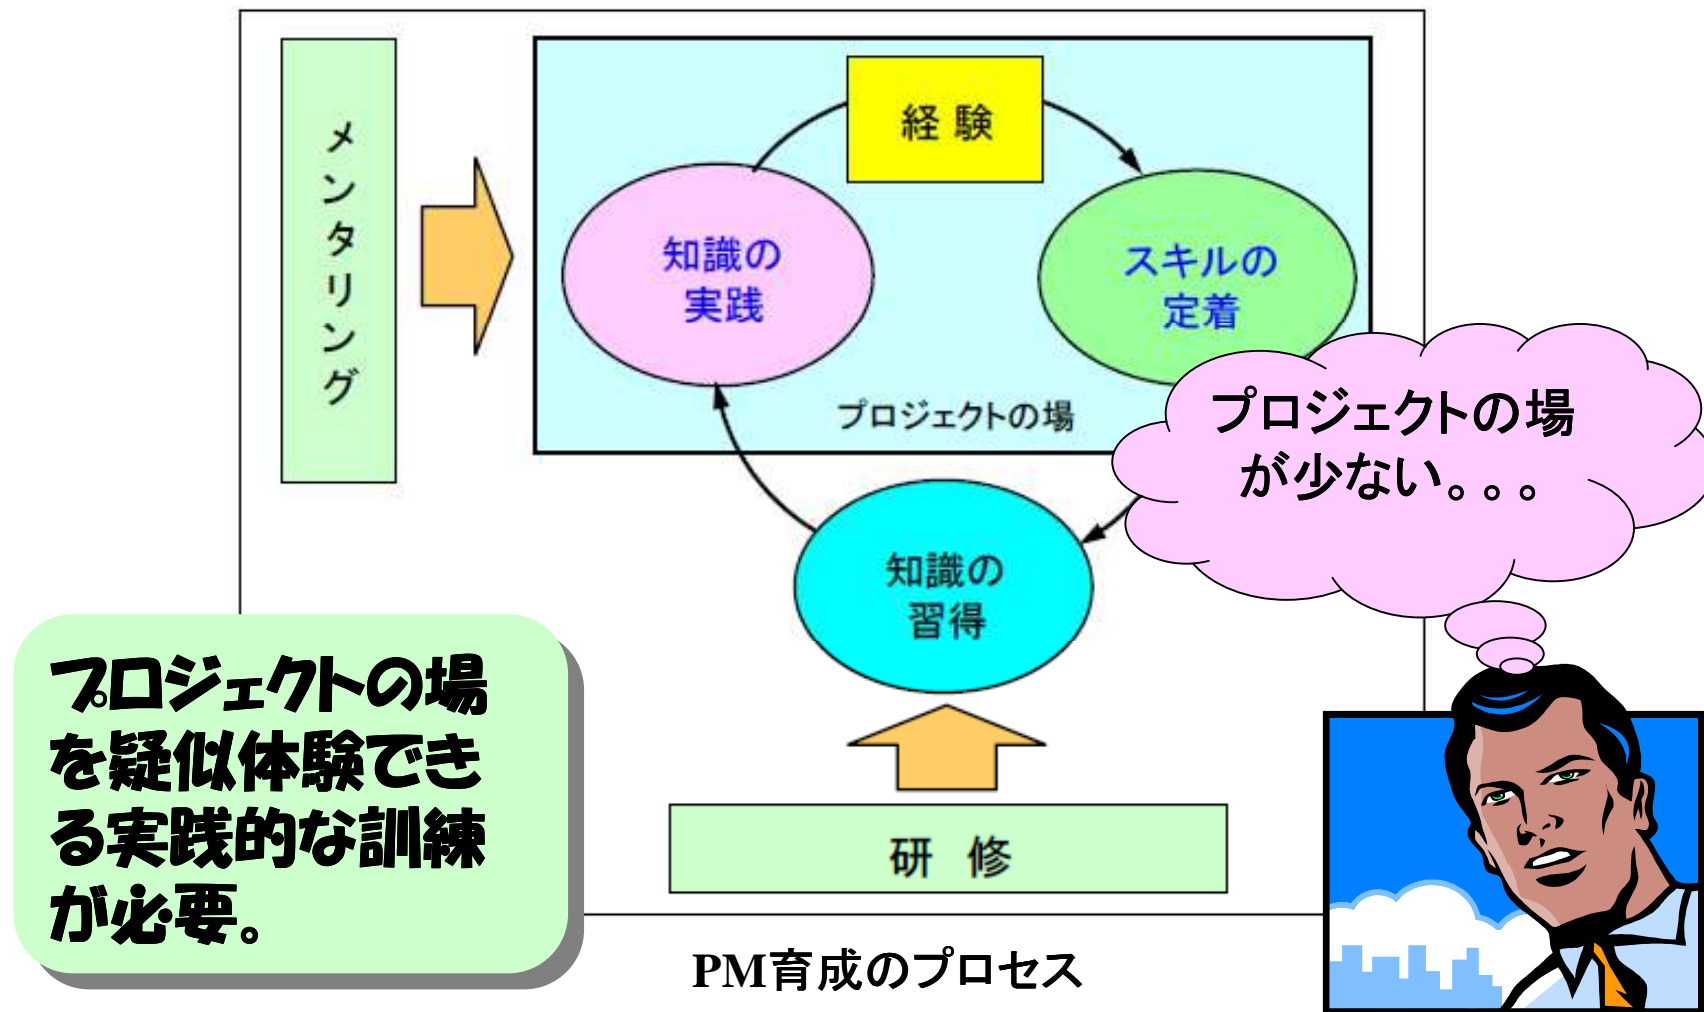 メンタリング
経験
知識の
実践
スキルの
定着
プロジェクトの場
プロジェクトの場
が少ない。。。
知識の
習得
プロジェクトの場
を疑似体験でき
る実践的な訓練
が必要。
研修
PM育成のプロセス